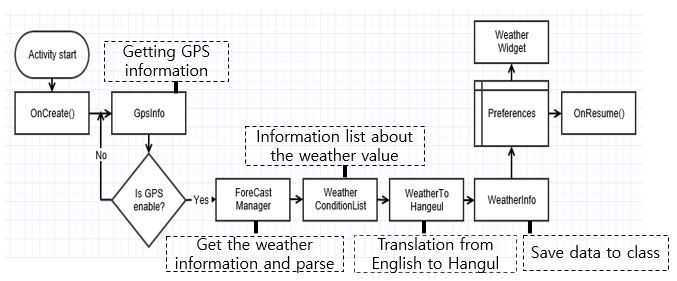 Activity start
Getting GPS
information
Weather
Widget
OnCreate()
GpsInfo
Preferences
OnResume()
No
Information list about
the weather value
Is GPS
enable?
Yes
ForeCast
Manager
Weather
ConditionList
WeatherTo
Hangeul
WeatherInfo
Get the weather
information and parse
Translation from
English to Hangul
Save data to class